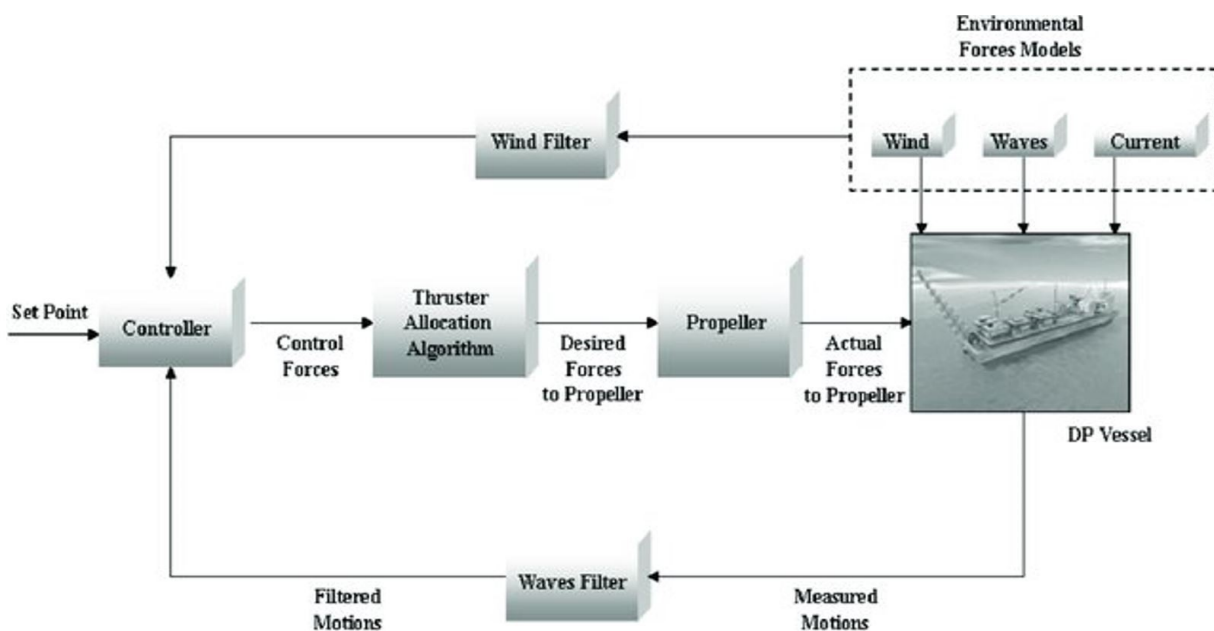 Environmental
Forces Models
Wind Filter
Wind
Waves
Current
Set Point
Controller
Control
Forces
Thruster
Allocation
Algorithm
Desired
Forces
to Propeller
Propeller
Actual
Forces
to Propeller
DP Vessel
Waves Filter
Filtered
Motions
Measured
Motions